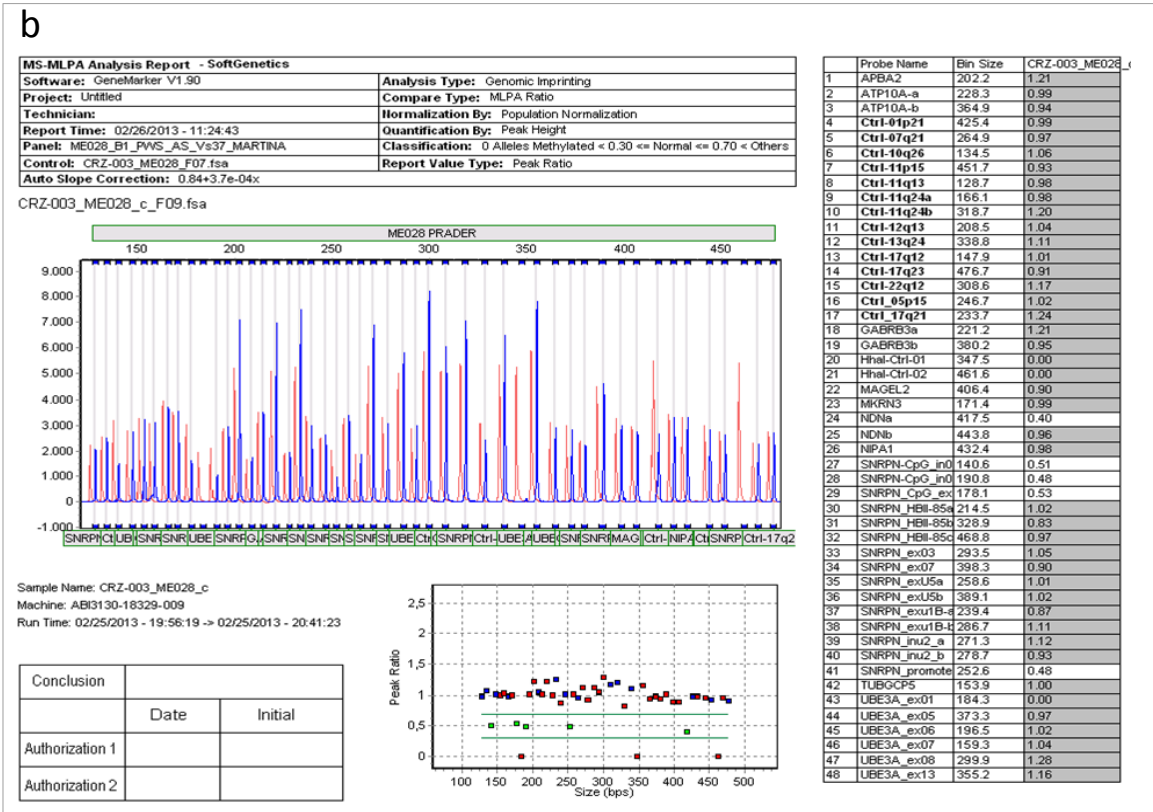 b
MS-MLPA Analysis Report - SoftGenetics
Software: GeneMarker V1.90 Analysis Type: Genomic Imprinting
Project: Untitled Compare Type: MLPA Ratio
Technician: Normalization By: Population Normalization
Report Time: 02/26/2013 - 11:24:43 Quantification By: Peak Height
Panel: ME028_B1_PWS_AS_Vs37_MARTINA Classification: 0 Alleles Methylated < 0.30 <= Normal <= 0.70 < Others
Control: CRZ-003_ME028_F07.fsa Report Value Type: Peak Ratio
Auto Slope Correction: 0.84+3.7e-04x
CRZ-003_ME028_c_F09.fsa
ME028 PRADER
150 200 250 300 350 400 450
9.000
8.000
7.000
6.000
5.000
4.000
3.000
2.000
1.000
0
-1.000
Sample Name: CRZ-003_ME028_c
Machine: ABI3130-18329-009
Run Time: 02/25/2013 - 19:56:19 -> 02/25/2013 - 20:41:23
Conclusion
Date Initial
Authorization 1
Authorization 2
Peak Ratio
2,5
2
1,5
1
0,5
0
100 150 200 250 300 350 400 450 500
Size (bps)
Probe Name Bin Size CRZ-003_ME028_
1 APBA2 202.2 1.21
2 ATP10A-a 228.3 0.99
3 ATP10A-b 364.9 0.94
4 Ctrl-01p21 425.4 0.99
5 Ctrl-07q21 264.9 0.97
6 Ctrl-10q26 134.5 1.06
7 Ctrl-11p15 451.7 0.93
8 Ctrl-11q13 128.7 0.98
9 Ctrl-11q24a 166.1 0.98
10 Ctrl-11q24b 318.7 1.20
11 Ctrl-12q13 208.5 1.04
12 Ctrl-13q24 338.8 1.11
13 Ctrl-17q12 147.9 1.01
14 Ctrl-17q23 476.7 0.91
15 Ctrl-22q12 308.6 1.17
16 Ctrl_05p15 246.7 1.02
17 Ctrl_17q21 233.7 1.24
18 GABRB3a 221.2 1.21
19 GABRB3b 380.2 0.95
20 HhaI-Ctrl-01 347.5 0.00
21 HhaI-Ctrl-02 461.6 0.00
22 MAGEL2 406.4 0.90
23 MKRN3 171.4 0.99
24 NDNa 417.5 0.40
25 NDNb 443.8 0.96
26 NIPA1 432.4 0.98
27 SNRPN-CpG_in0 140.6 0.51
28 SNRPN-CpG_in0 190.8 0.48
29 SNRPN_CpG_ex 178.1 0.53
30 SNRPN_HBII-85a 214.5 1.02
31 SNRPN_HBII-85b 328.9 0.83
32 SNRPN_HBII-85c 468.8 0.97
33 SNRPN_ex03 293.5 1.05
34 SNRPN_ex07 398.3 0.90
35 SNRPN_exU5a 258.6 1.01
36 SNRPN_exU5b 389.1 1.02
37 SNRPN_exu1B-a 239.4 0.87
38 SNRPN_exu1B-b 286.7 1.11
39 SNRPN_inu2_a 271.3 1.12
40 SNRPN_inu2_b 278.7 0.93
41 SNRPN_promote 252.6 0.48
42 TUBGCP5 153.9 1.00
43 UBE3A_ex01 184.3 0.00
44 UBE3A_ex05 373.3 0.97
45 UBE3A_ex06 196.5 1.02
46 UBE3A_ex07 159.3 1.04
47 UBE3A_ex08 299.9 1.28
48 UBE3A_ex13 355.2 1.16